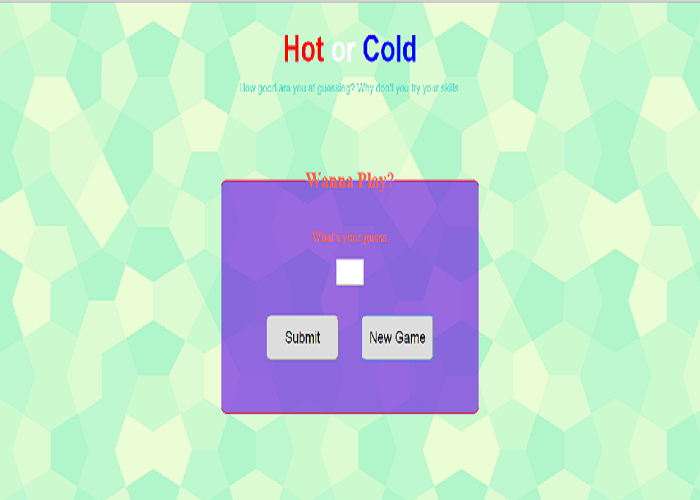 Hot or Cold
How good are you at guessing? Why don't you try your skills
Wanna Play?
What's your guess
Submit
New Game